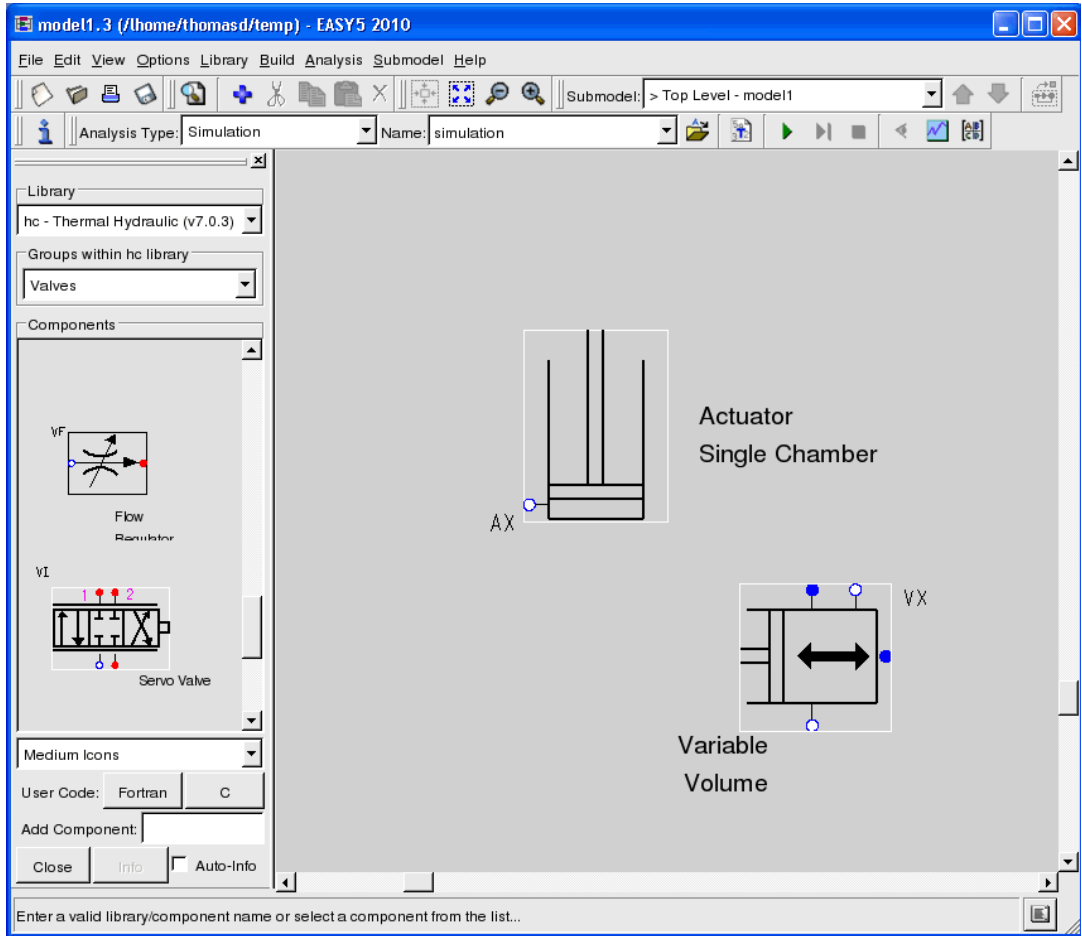 model1.3 (/lhome/thomasd/temp) - EASY5 2010
File Edit View Options Library Build Analysis Submodel Help
Submodel: > Top Level - model1
Analysis Type: Simulation Name: simulation
Library
hc - Thermal Hydraulic (v7.0.3)
Groups within hc library
Valves
Components
VF
Flow
Regulator
VI
1 2
Servo Valve
Medium Icons
User Code: Fortran C
Add Component:
Close Info Auto-Info
Actuator
Single Chamber
AX
VX
Variable
Volume
Enter a valid library/component name or select a component from the list...